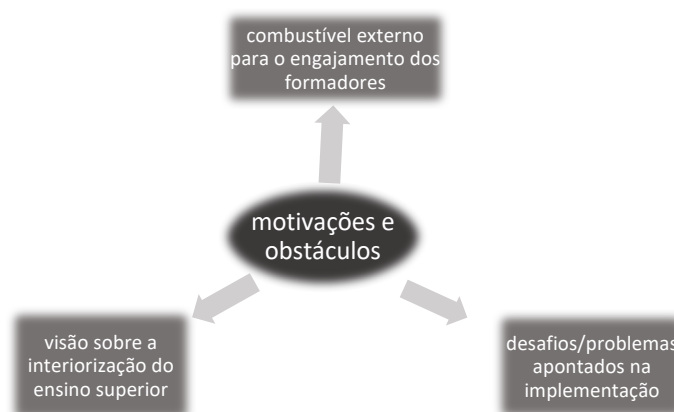 combustível externo
para o engajamento dos
formadores
motivações e
obstáculos
visão sobre a
interiorização do
ensino superior
desafios/problemas
apontados na
implementação